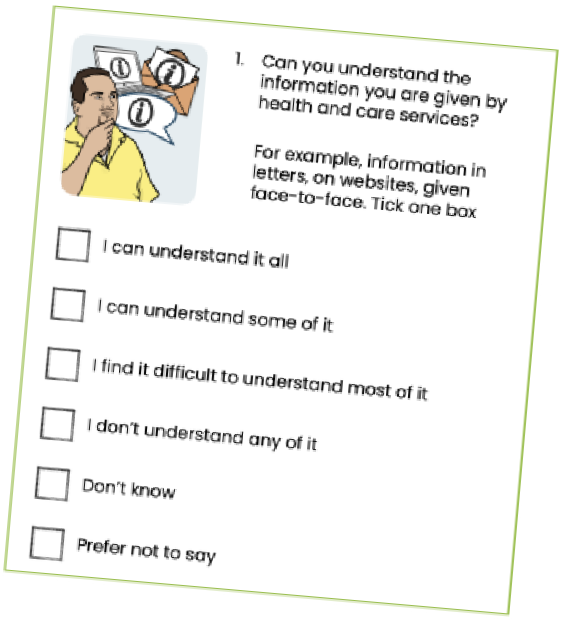 1. Can you understand the
information you are given by
health and care services?
For example, information in
letters, on websites, given
face-to-face. Tick one box
I can understand it all
I can understand some of it
I find it difficult to understand most of it
I don't understand any of it
Don't know
Prefer not to say